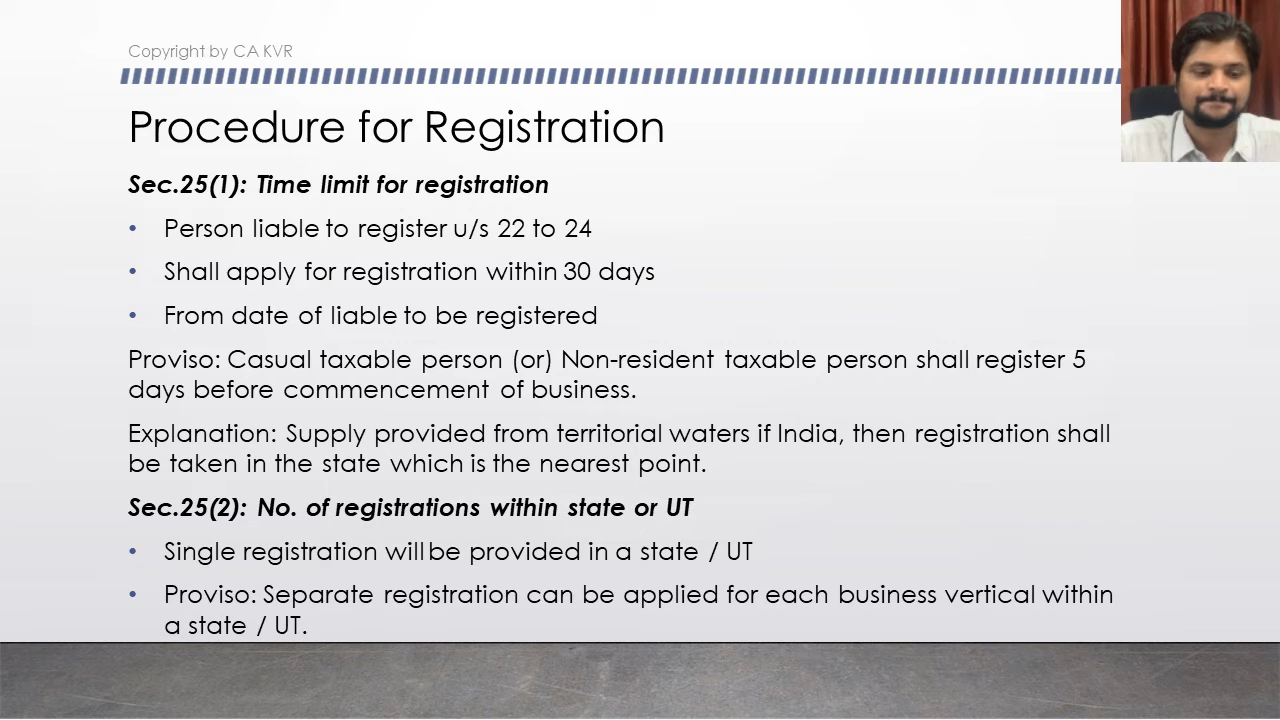 Copyright by CA KVR
Procedure for Registration
Sec.25(1): Time limit for registration
• Person liable to register u/s 22 to 24
• Shall apply for registration within 30 days
• From date of liable to be registered
Proviso: Casual taxable person (or) Non-resident taxable person shall register 5
days before commencement of business.
Explanation: Supply provided from territorial waters if India, then registration shall
be taken in the state which is the nearest point.
Sec.25(2): No. of registrations within state or UT
• Single registration will be provided in a state / UT
• Proviso: Separate registration can be applied for each business vertical within
a state / UT.